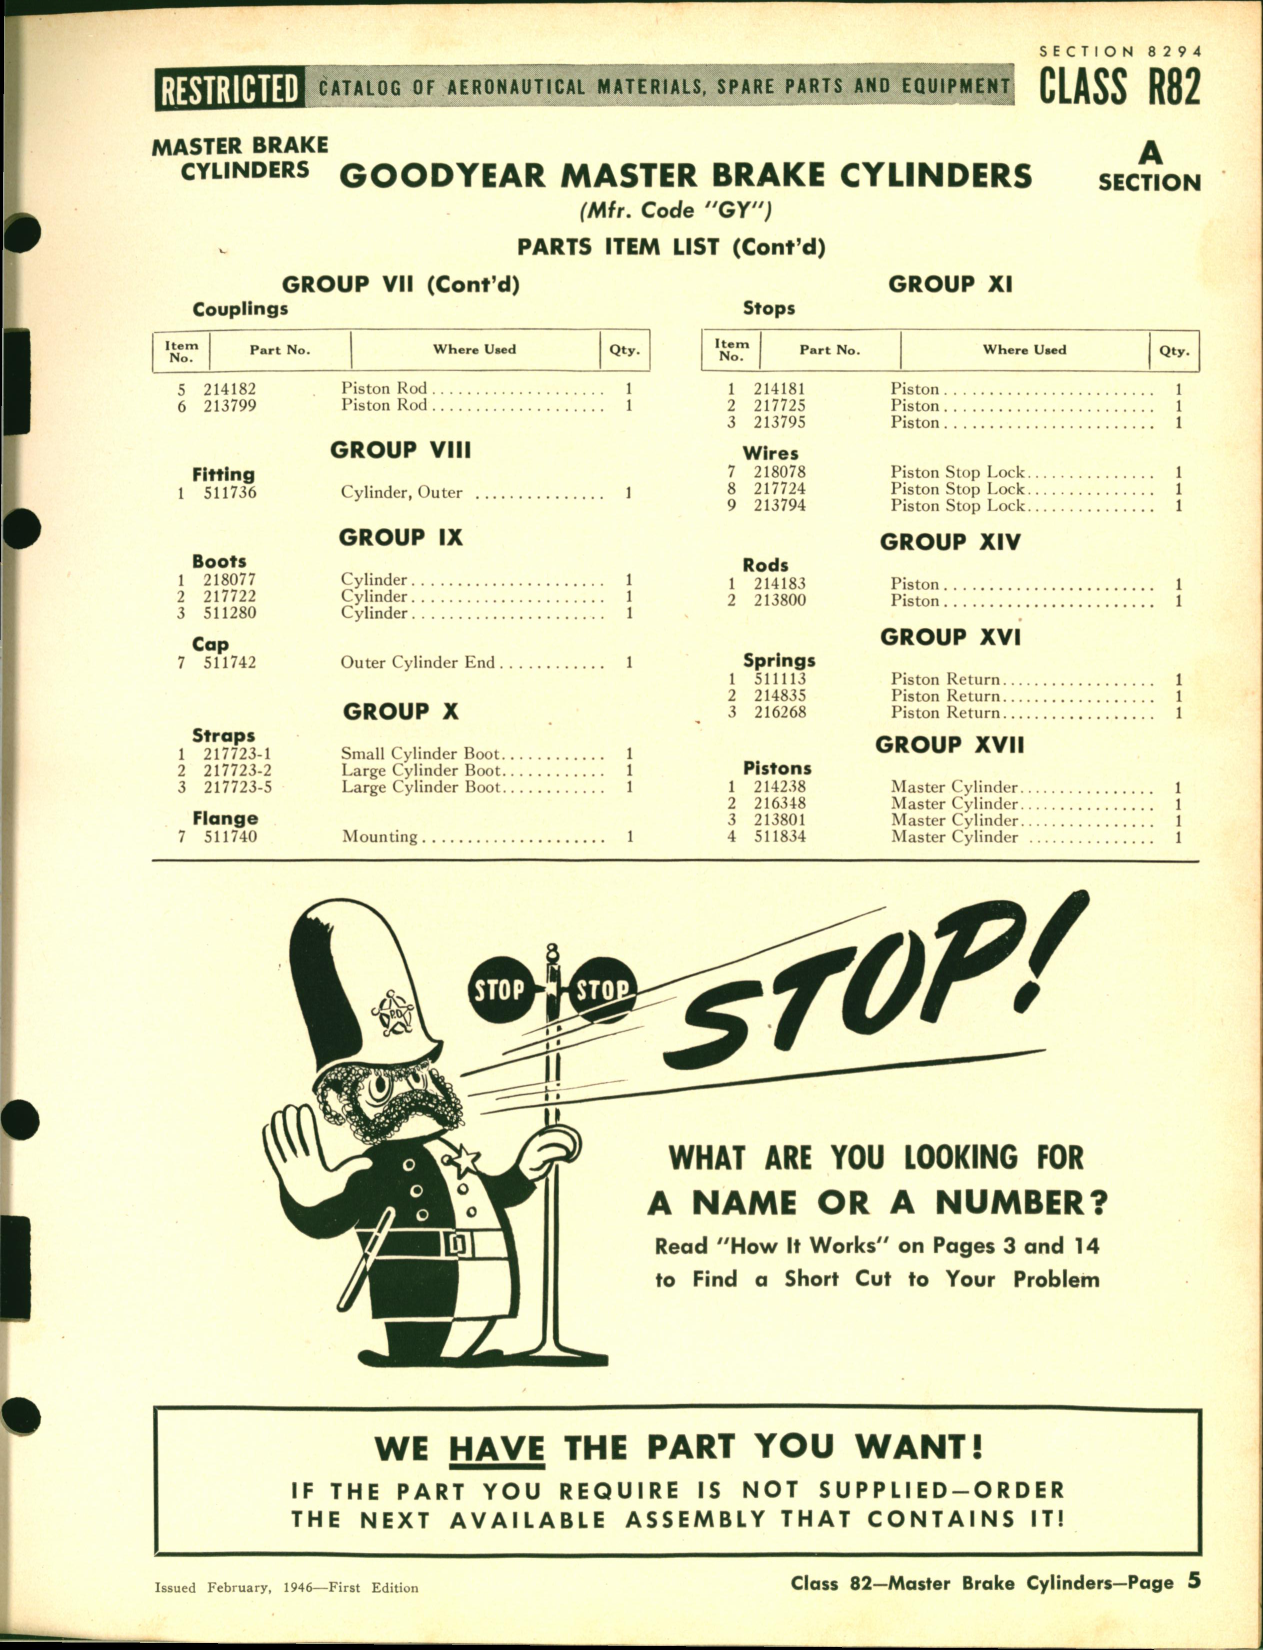 SECTION 8294
RESTRICTED CATALOG OF AERONAUTICAL MATERIALS, SPARE PARTS AND EQUIPMENT CLASS R82
MASTER BRAKE
CYLINDERS
GOODYEAR MASTER BRAKE CYLINDERS
A
SECTION
(Mfr. Code "GY")
PARTS ITEM LIST (Cont'd)
GROUP VII (Cont'd)
Couplings
Item No. Part No. Where Used Qty.
5 214182 Piston Rod..................... 1
6 213799 Piston Rod..................... 1
GROUP VIII
Fitting
1 511736 Cylinder, Outer ............... 1
GROUP IX
Boots
1 218077 Cylinder....................... 1
2 217722 Cylinder....................... 1
3 511280 Cylinder....................... 1
Cap
7 511742 Outer Cylinder End............ 1
GROUP X
Straps
1 217723-1 Small Cylinder Boot............ 1
2 217723-2 Large Cylinder Boot............ 1
3 217723-5 Large Cylinder Boot............ 1
Flange
7 511740 Mounting...................... 1
GROUP XI
Stops
Item No. Part No. Where Used Qty.
1 214181 Piston......................... 1
2 217725 Piston......................... 1
3 213795 Piston......................... 1
Wires
7 218078 Piston Stop Lock............... 1
8 217724 Piston Stop Lock............... 1
9 213794 Piston Stop Lock............... 1
GROUP XIV
Rods
1 214183 Piston......................... 1
2 213800 Piston......................... 1
GROUP XVI
Springs
1 511113 Piston Return.................. 1
2 214835 Piston Return.................. 1
3 216268 Piston Return.................. 1
GROUP XVII
Pistons
1 214238 Master Cylinder................ 1
2 216348 Master Cylinder................ 1
3 213801 Master Cylinder................ 1
4 511834 Master Cylinder ............... 1
STOP STOP
STOP!
P.D.
WHAT ARE YOU LOOKING FOR
A NAME OR A NUMBER?
Read "How It Works" on Pages 3 and 14
to Find a Short Cut to Your Problem
WE HAVE THE PART YOU WANT!
IF THE PART YOU REQUIRE IS NOT SUPPLIED—ORDER
THE NEXT AVAILABLE ASSEMBLY THAT CONTAINS IT!
Issued February, 1946—First Edition
Class 82—Master Brake Cylinders—Page 5